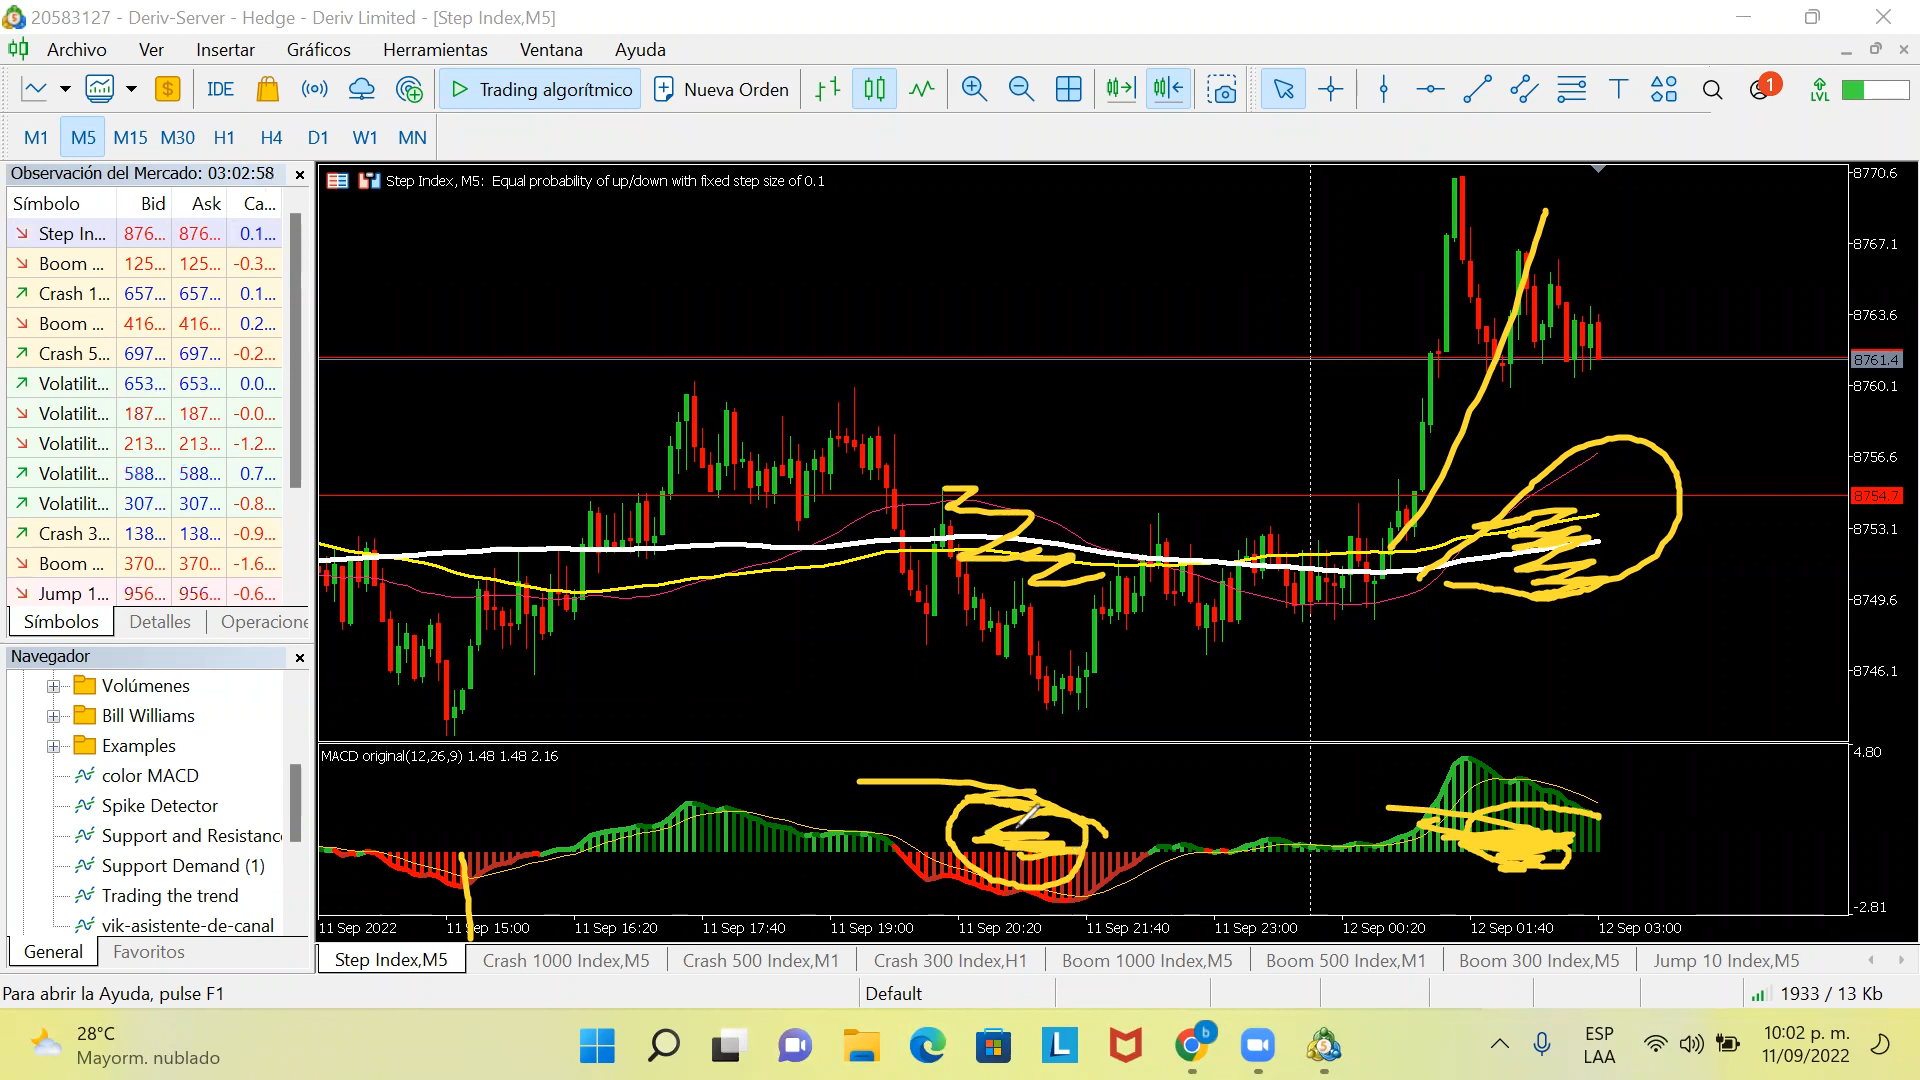 20583127 - Deriv-Server - Hedge - Deriv Limited - [Step Index,M5]
Archivo Ver Insertar Gráficos Herramientas Ventana Ayuda
IDE Trading algorítmico Nueva Orden 1 LVL
M1 M5 M15 M30 H1 H4 D1 W1 MN
Observación del Mercado: 03:02:58
Símbolo Bid Ask Ca...
Step In... 876... 876... 0.1...
Boom ... 125... 125... -0.3...
Crash 1... 657... 657... 0.1...
Boom ... 416... 416... 0.2...
Crash 5... 697... 697... -0.2...
Volatilit... 653... 653... 0.0...
Volatilit... 187... 187... -0.0...
Volatilit... 213... 213... -1.2...
Volatilit... 588... 588... 0.7...
Volatilit... 307... 307... -0.8...
Crash 3... 138... 138... -0.9...
Boom ... 370... 370... -1.6...
Jump 1... 956... 956... -0.6...
Símbolos Detalles Operacione
Navegador
Volúmenes
Bill Williams
Examples
color MACD
Spike Detector
Support and Resistanc
Support Demand (1)
Trading the trend
vik-asistente-de-canal
General Favoritos
Step Index, M5: Equal probability of up/down with fixed step size of 0.1
8770.6
8767.1
8763.6
8761.4
8760.1
8756.6
8754.7
8753.1
8749.6
8746.1
MACD original(12,26,9) 1.48 1.48 2.16
4.80
-2.81
11 Sep 2022 11 Sep 15:00 11 Sep 16:20 11 Sep 17:40 11 Sep 19:00 11 Sep 20:20 11 Sep 21:40 11 Sep 23:00 12 Sep 00:20 12 Sep 01:40 12 Sep 03:00
Step Index,M5 Crash 1000 Index,M5 Crash 500 Index,M1 Crash 300 Index,H1 Boom 1000 Index,M5 Boom 500 Index,M1 Boom 300 Index,M5 Jump 10 Index,M5
Para abrir la Ayuda, pulse F1 Default 1933 / 13 Kb
28°C
Mayorm. nublado
ESP
LAA
10:02 p. m.
11/09/2022